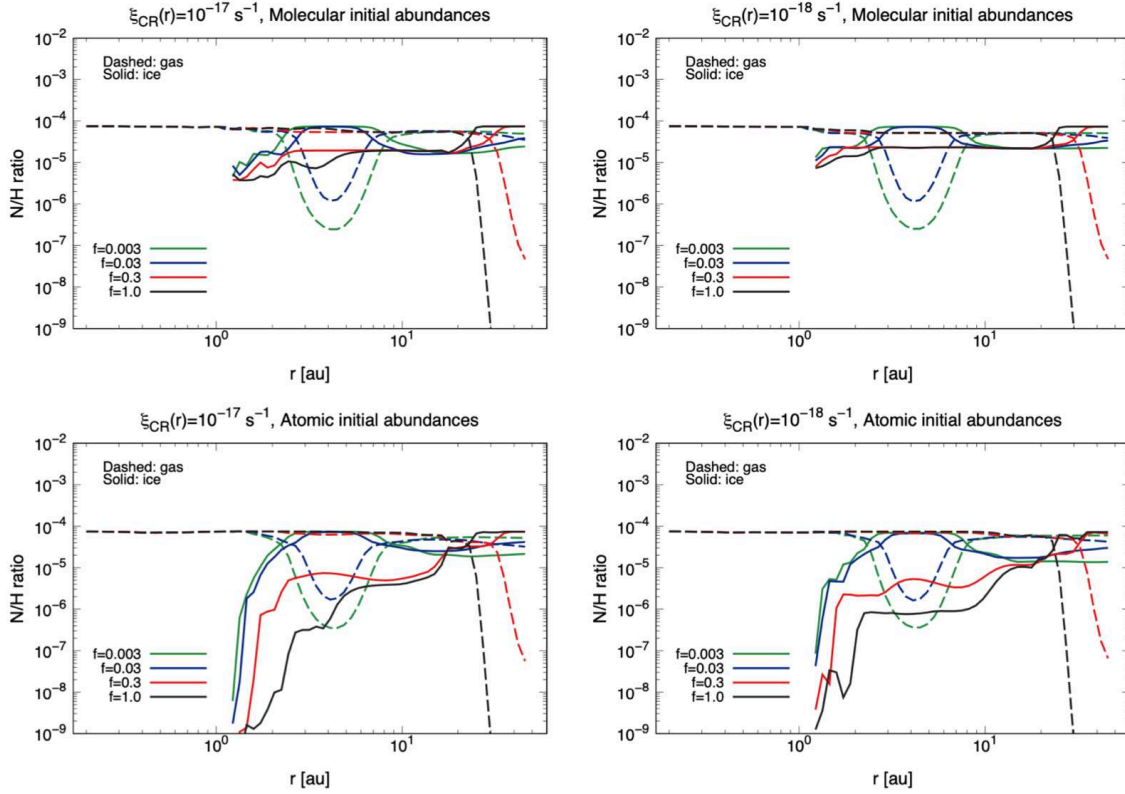 ξCR(r)=10⁻¹⁷ s⁻¹, Molecular initial abundances
10⁻²
10⁻³
10⁻⁴
10⁻⁵
10⁻⁶
10⁻⁷
10⁻⁸
10⁻⁹
N/H ratio
Dashed: gas
Solid: ice
f=0.003
f=0.03
f=0.3
f=1.0
10⁰ 10¹
r [au]
ξCR(r)=10⁻¹⁸ s⁻¹, Molecular initial abundances
10⁻²
10⁻³
10⁻⁴
10⁻⁵
10⁻⁶
10⁻⁷
10⁻⁸
10⁻⁹
N/H ratio
Dashed: gas
Solid: ice
f=0.003
f=0.03
f=0.3
f=1.0
10⁰ 10¹
r [au]
ξCR(r)=10⁻¹⁷ s⁻¹, Atomic initial abundances
10⁻²
10⁻³
10⁻⁴
10⁻⁵
10⁻⁶
10⁻⁷
10⁻⁸
10⁻⁹
N/H ratio
Dashed: gas
Solid: ice
f=0.003
f=0.03
f=0.3
f=1.0
10⁰ 10¹
r [au]
ξCR(r)=10⁻¹⁸ s⁻¹, Atomic initial abundances
10⁻²
10⁻³
10⁻⁴
10⁻⁵
10⁻⁶
10⁻⁷
10⁻⁸
10⁻⁹
N/H ratio
Dashed: gas
Solid: ice
f=0.003
f=0.03
f=0.3
f=1.0
10⁰ 10¹
r [au]